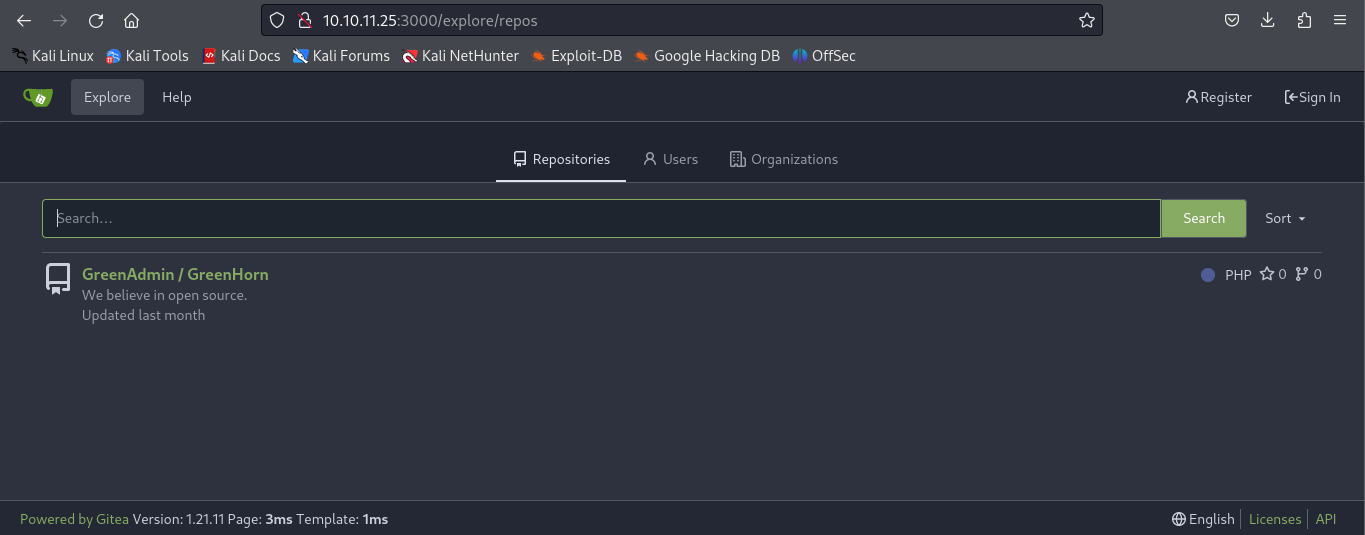 10.10.11.25:3000/explore/repos
Kali Linux Kali Tools Kali Docs Kali Forums Kali NetHunter Exploit-DB Google Hacking DB OffSec
Explore Help Register Sign In
Repositories Users Organizations
Search... Search Sort
GreenAdmin / GreenHorn PHP 0 0
We believe in open source.
Updated last month
Powered by Gitea Version: 1.21.11 Page: 3ms Template: 1ms English Licenses API